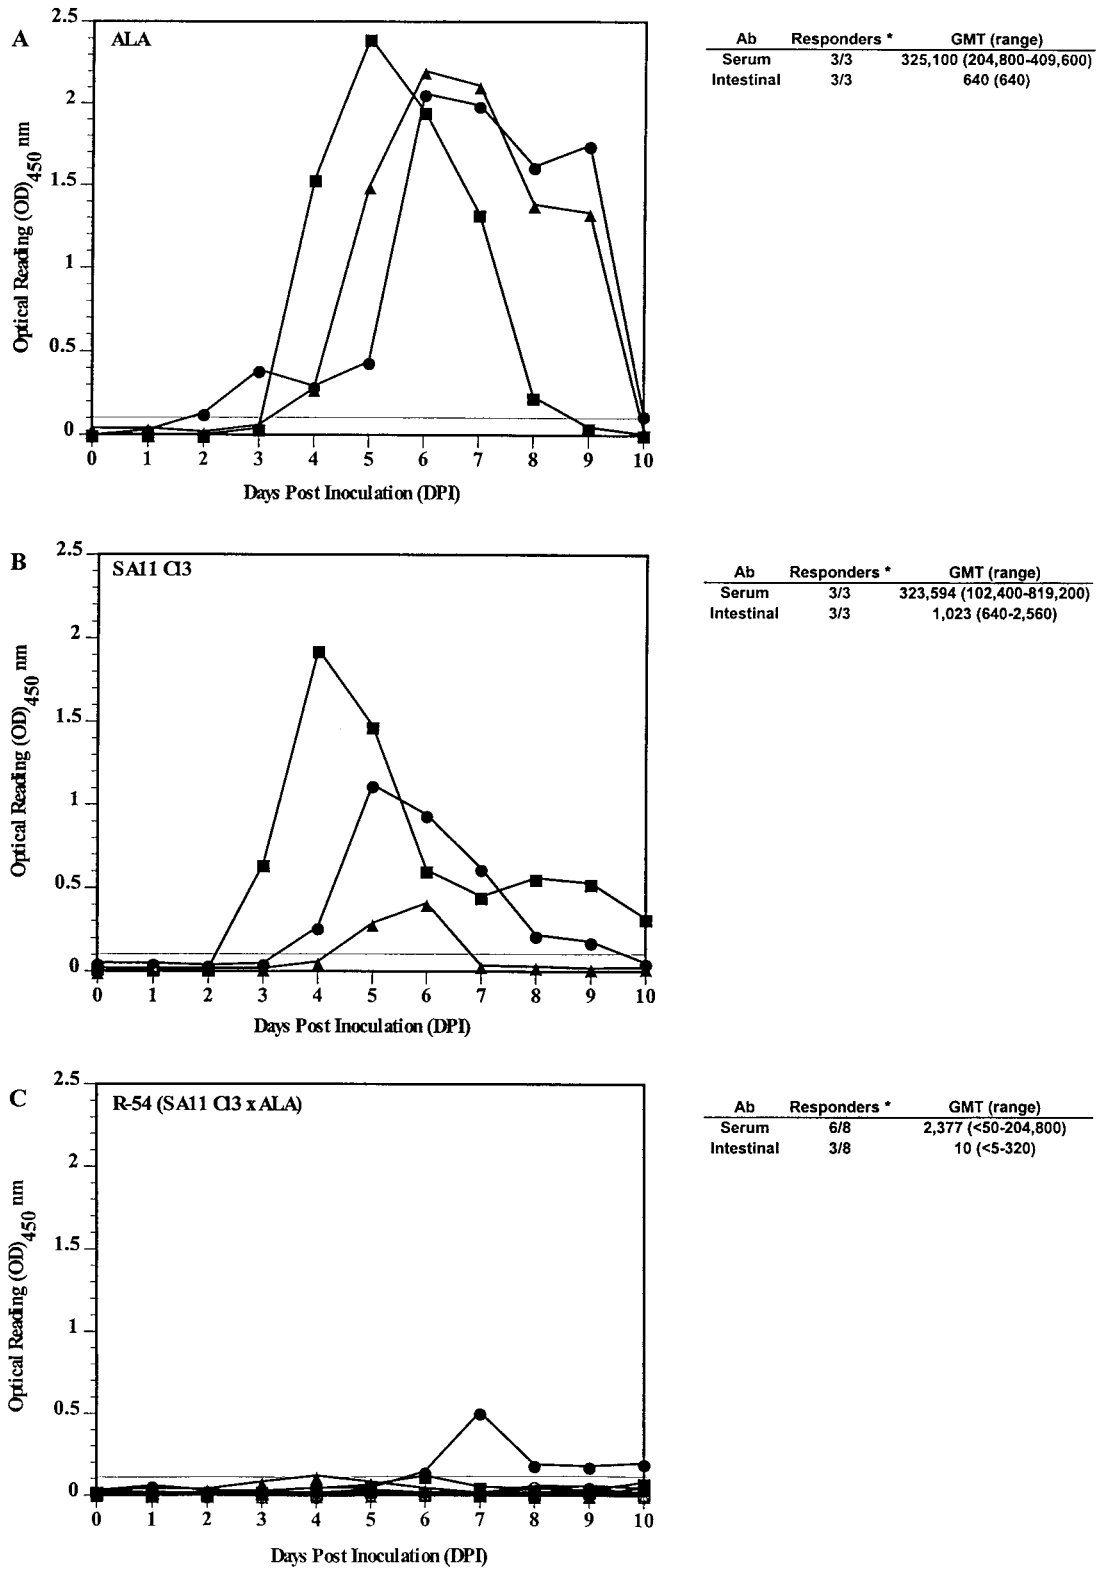 A
ALA
2.5
2
1.5
1
0.5
0
Optical Reading (OD)450 nm
0 1 2 3 4 5 6 7 8 9 10
Days Post Inoculation (DPI)
Ab Responders * GMT (range)
Serum 3/3 325,100 (204,800-409,600)
Intestinal 3/3 640 (640)
B
SA11 Cl3
2.5
2
1.5
1
0.5
0
Optical Reading (OD)450 nm
0 1 2 3 4 5 6 7 8 9 10
Days Post Inoculation (DPI)
Ab Responders * GMT (range)
Serum 3/3 323,594 (102,400-819,200)
Intestinal 3/3 1,023 (640-2,560)
C
R-54 (SA11 Cl3 x ALA)
2.5
2
1.5
1
0.5
0
Optical Reading (OD)450 nm
0 1 2 3 4 5 6 7 8 9 10
Days Post Inoculation (DPI)
Ab Responders * GMT (range)
Serum 6/8 2,377 (<50-204,800)
Intestinal 3/8 10 (<5-320)